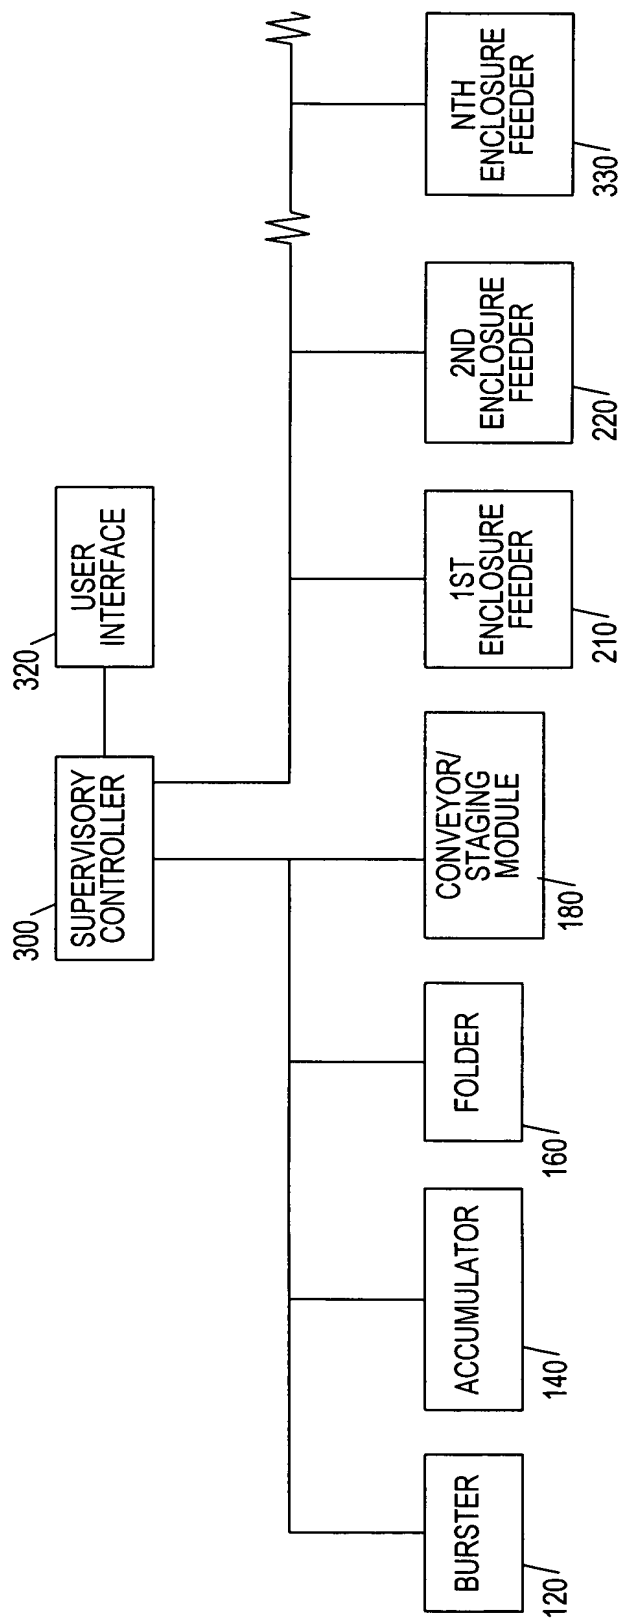 300
SUPERVISORY
CONTROLLER
320
USER
INTERFACE
BURSTER
120
ACCUMULATOR
140
FOLDER
160
CONVEYOR/
STAGING
MODULE
180
1ST
ENCLOSURE
FEEDER
210
2ND
ENCLOSURE
FEEDER
220
NTH
ENCLOSURE
FEEDER
330